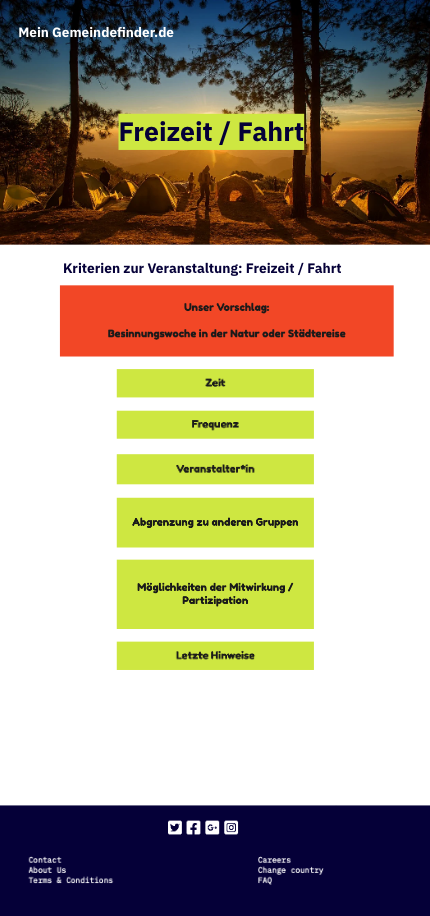 Mein Gemeindefinder.de
Freizeit / Fahrt
Kriterien zur Veranstaltung: Freizeit / Fahrt
Unser Vorschlag:
Besinnungswoche in der Natur oder Städtereise
Zeit
Frequenz
Veranstalter*in
Abgrenzung zu anderen Gruppen
Möglichkeiten der Mitwirkung /
Partizipation
Letzte Hinweise
Contact
About Us
Terms & Conditions
Careers
Change country
FAQ